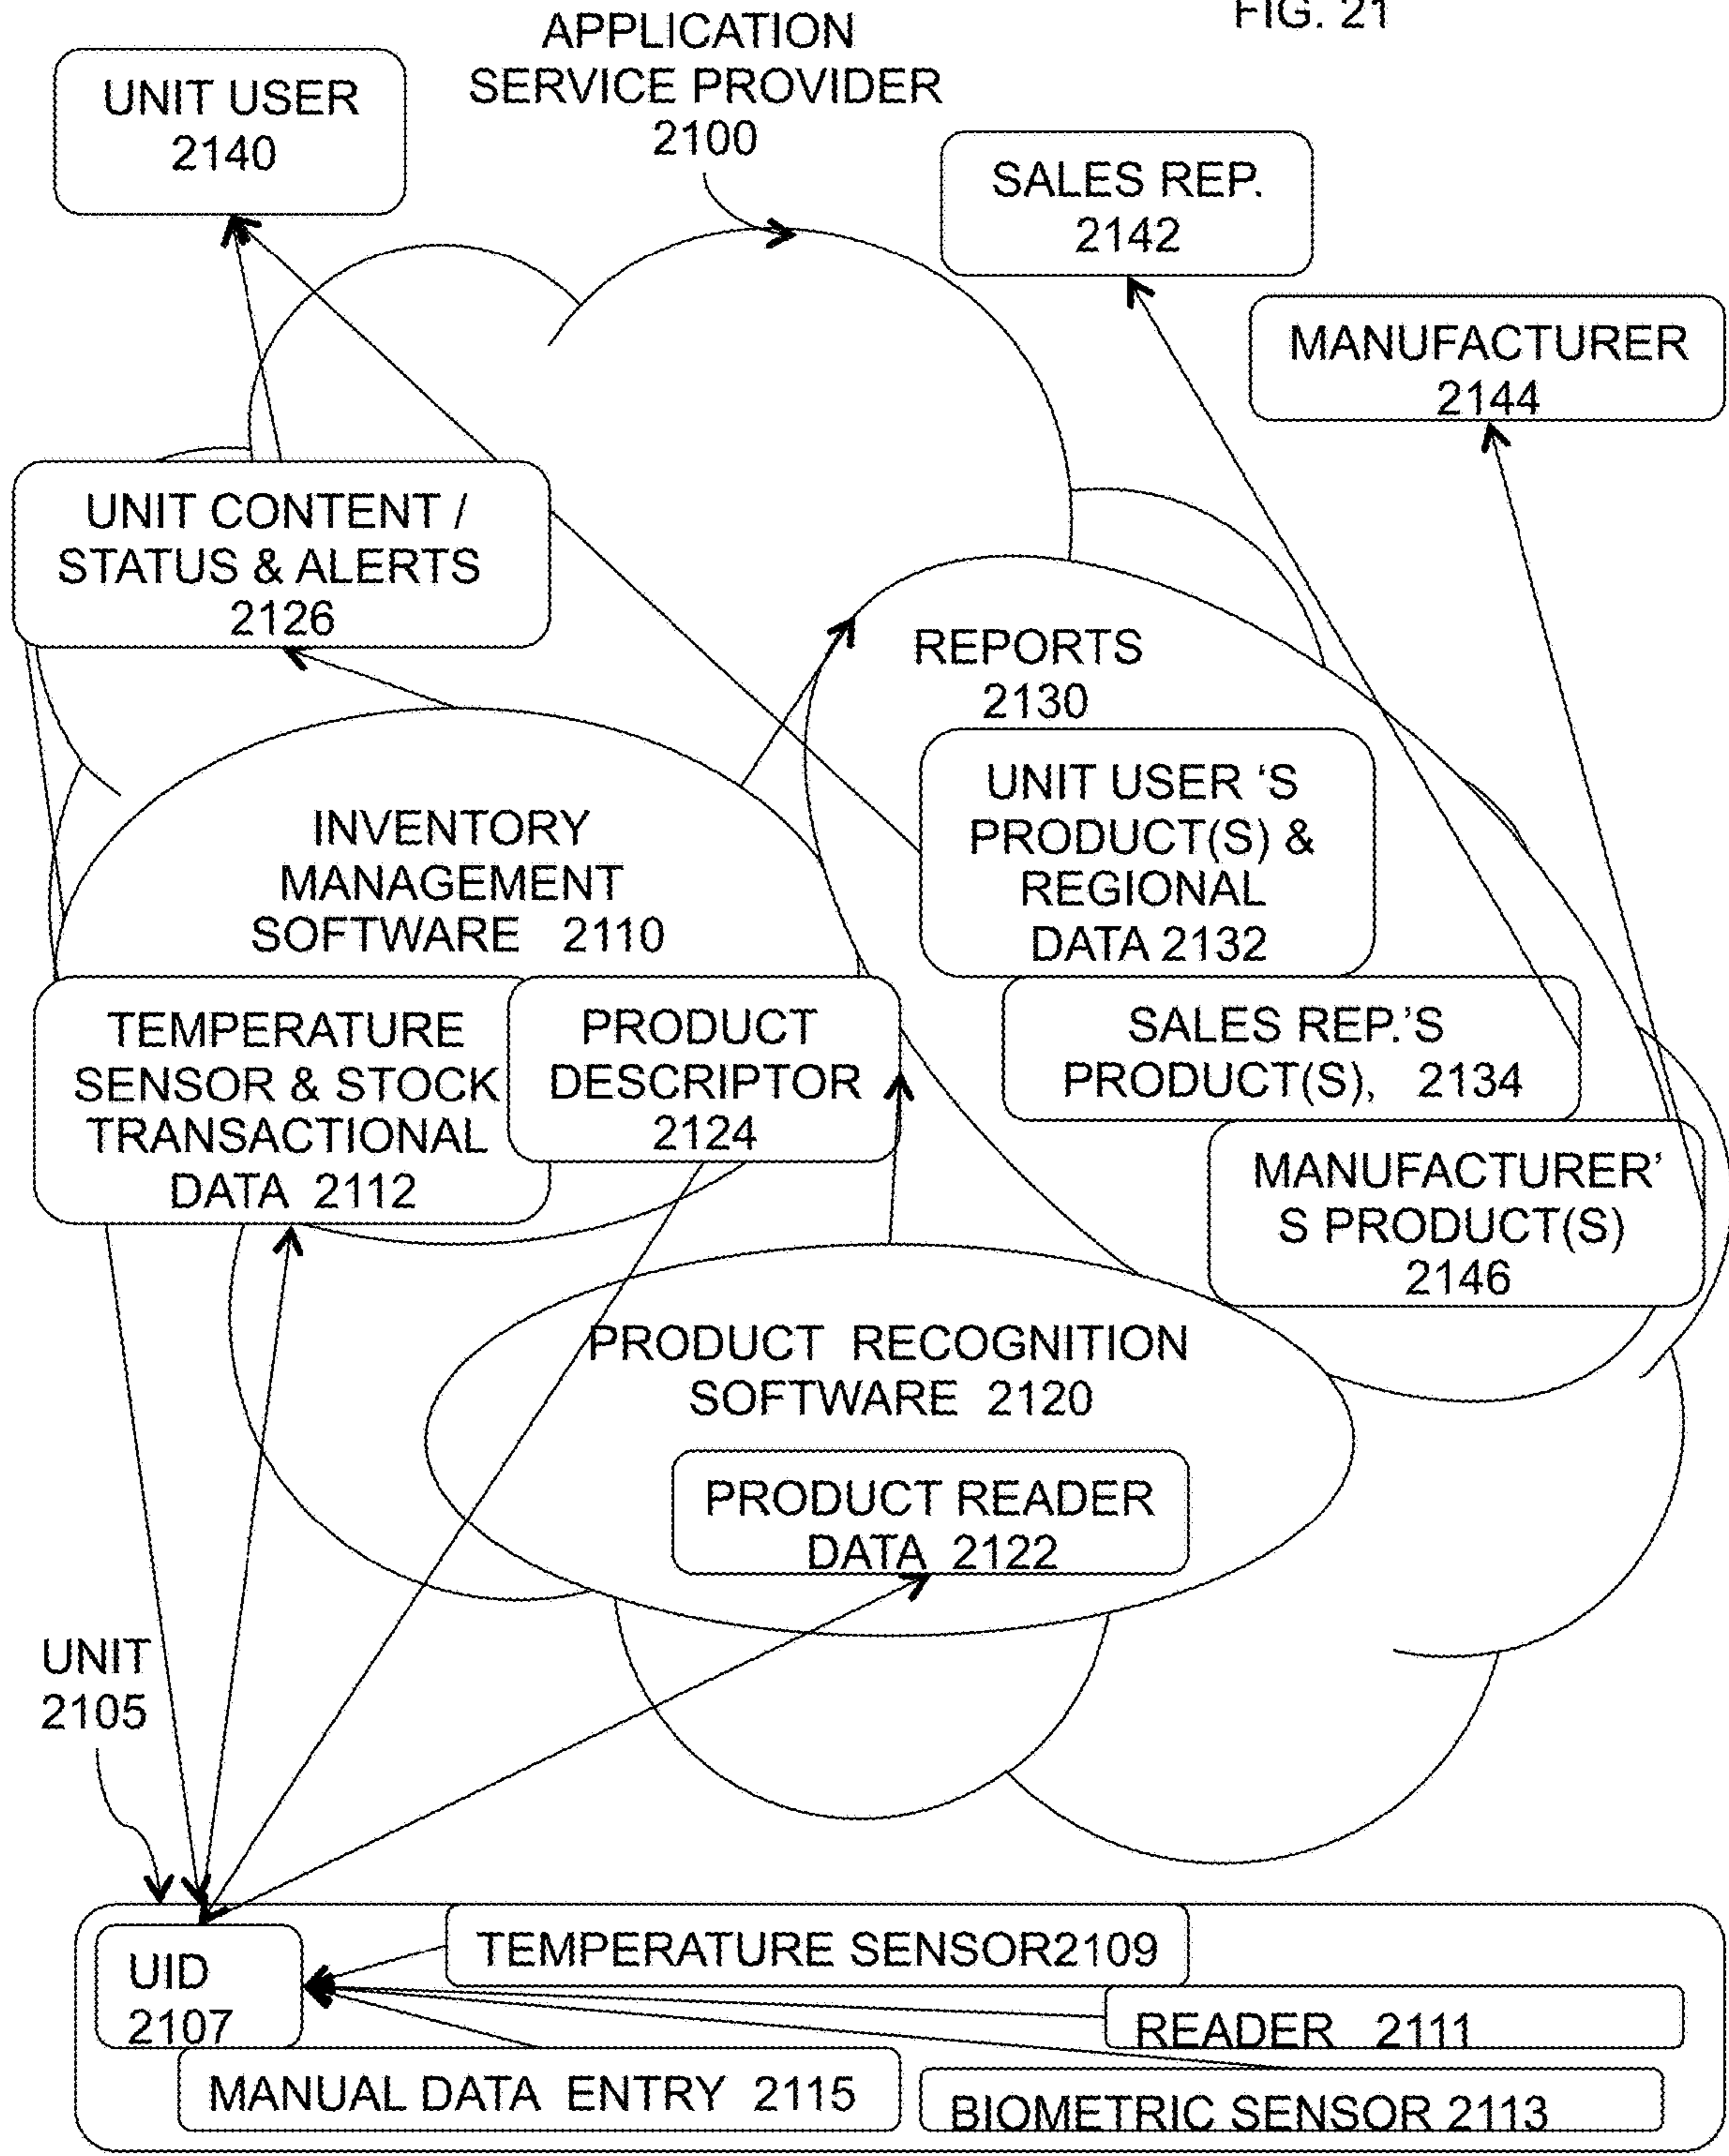 FIG. 21
APPLICATION
SERVICE PROVIDER
2100
UNIT USER
2140
SALES REP.
2142
MANUFACTURER
2144
UNIT CONTENT /
STATUS & ALERTS
2126
REPORTS
2130
UNIT USER 'S
PRODUCT(S) &
REGIONAL
DATA 2132
INVENTORY
MANAGEMENT
SOFTWARE 2110
TEMPERATURE
SENSOR & STOCK
TRANSACTIONAL
DATA 2112
PRODUCT
DESCRIPTOR
2124
SALES REP.'S
PRODUCT(S), 2134
MANUFACTURER'
S PRODUCT(S)
2146
PRODUCT RECOGNITION
SOFTWARE 2120
PRODUCT READER
DATA 2122
UNIT
2105
UID
2107
TEMPERATURE SENSOR2109
READER 2111
MANUAL DATA ENTRY 2115
BIOMETRIC SENSOR 2113